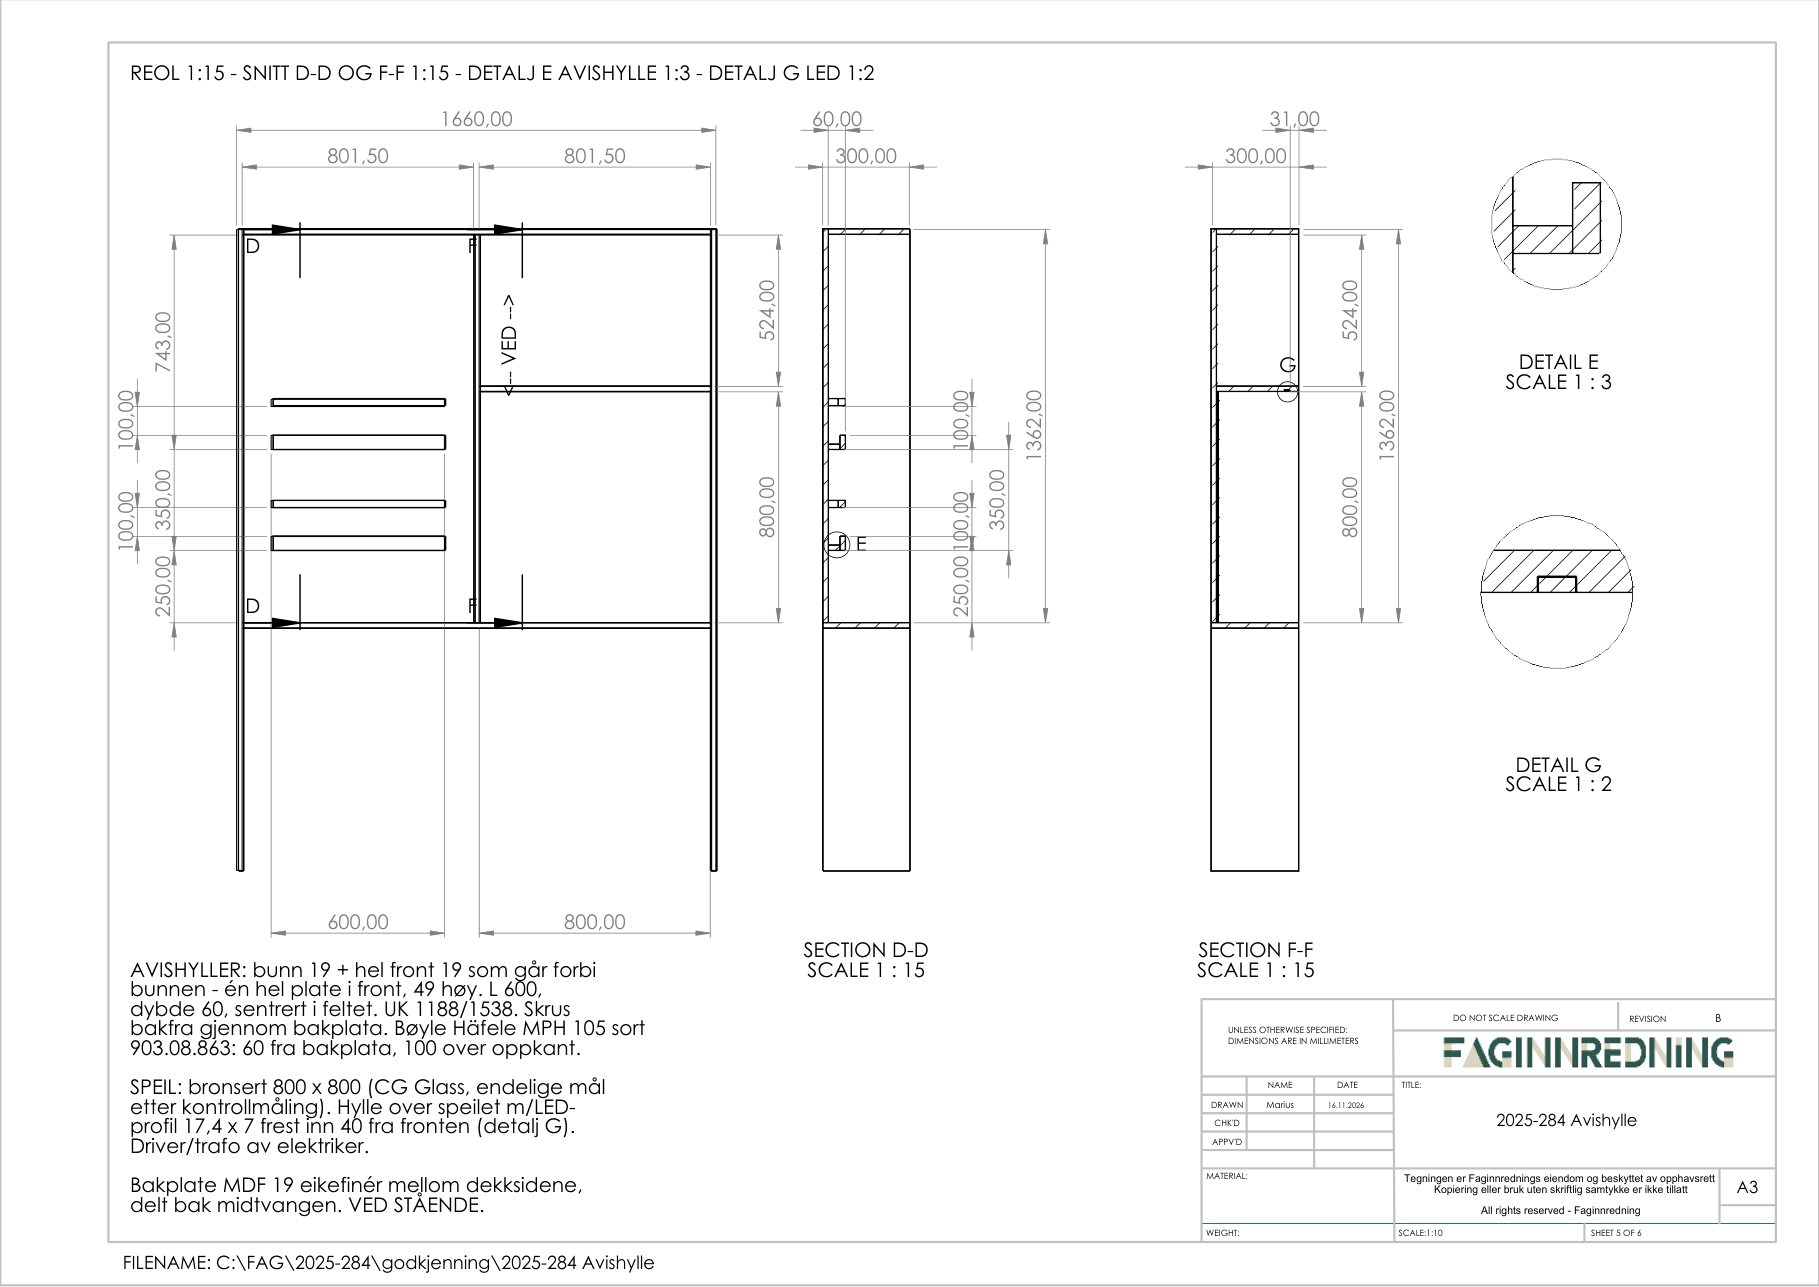 REOL 1:15 - SNITT D-D OG F-F 1:15 - DETALJ E AVISHYLLE 1:3 - DETALJ G LED 1:2
1660,00
60,00
31,00
801,50
801,50
300,00
300,00
D
F
<--- VED --->
743,00
524,00
524,00
G
DETAIL E
SCALE 1 : 3
100,00
100,00
1362,00
1362,00
350,00
800,00
350,00
800,00
100,00
100,00
E
250,00
250,00
D
F
DETAIL G
SCALE 1 : 2
600,00
800,00
SECTION D-D
SCALE 1 : 15
SECTION F-F
SCALE 1 : 15
AVISHYLLER: bunn 19 + hel front 19 som går forbi
bunnen - én hel plate i front, 49 høy. L 600,
dybde 60, sentrert i feltet. UK 1188/1538. Skrus
bakfra gjennom bakplata. Bøyle Häfele MPH 105 sort
903.08.863: 60 fra bakplata, 100 over oppkant.
SPEIL: bronsert 800 x 800 (CG Glass, endelige mål
etter kontrollmåling). Hylle over speilet m/LED-
profil 17,4 x 7 frest inn 40 fra fronten (detalj G).
Driver/trafo av elektriker.
Bakplate MDF 19 eikefinér mellom dekksidene,
delt bak midtvangen. VED STÅENDE.
UNLESS OTHERWISE SPECIFIED:
DIMENSIONS ARE IN MILLIMETERS
DO NOT SCALE DRAWING
REVISION
B
FAGINNREDNING
NAME
DATE
TITLE:
DRAWN
Marius
16.11.2026
CHK'D
APPV'D
2025-284 Avishylle
MATERIAL:
Tegningen er Faginnrednings eiendom og beskyttet av opphavsrett
Kopiering eller bruk uten skriftlig samtykke er ikke tillatt
All rights reserved - Faginnredning
A3
WEIGHT:
SCALE:1:10
SHEET 5 OF 6
FILENAME: C:\FAG\2025-284\godkjenning\2025-284 Avishylle